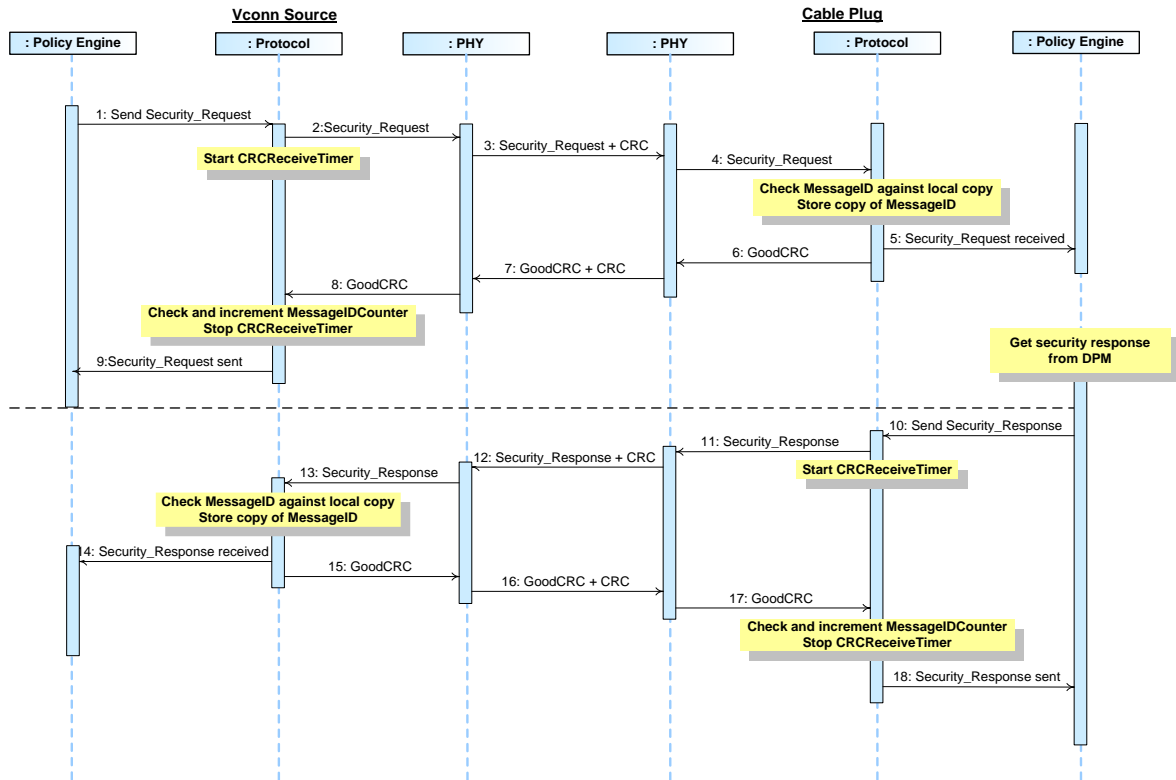 Vconn Source
Cable Plug
: Policy Engine
: Protocol
: PHY
: PHY
: Protocol
: Policy Engine
1: Send Security_Request
2:Security_Request
Start CRCReceiveTimer
3: Security_Request + CRC
4: Security_Request
Check MessageID against local copy
Store copy of MessageID
5: Security_Request received
6: GoodCRC
7: GoodCRC + CRC
8: GoodCRC
Check and increment MessageIDCounter
Stop CRCReceiveTimer
9:Security_Request sent
Get security response
from DPM
10: Send Security_Response
11: Security_Response
Start CRCReceiveTimer
12: Security_Response + CRC
13: Security_Response
Check MessageID against local copy
Store copy of MessageID
14: Security_Response received
15: GoodCRC
16: GoodCRC + CRC
17: GoodCRC
Check and increment MessageIDCounter
Stop CRCReceiveTimer
18: Security_Response sent